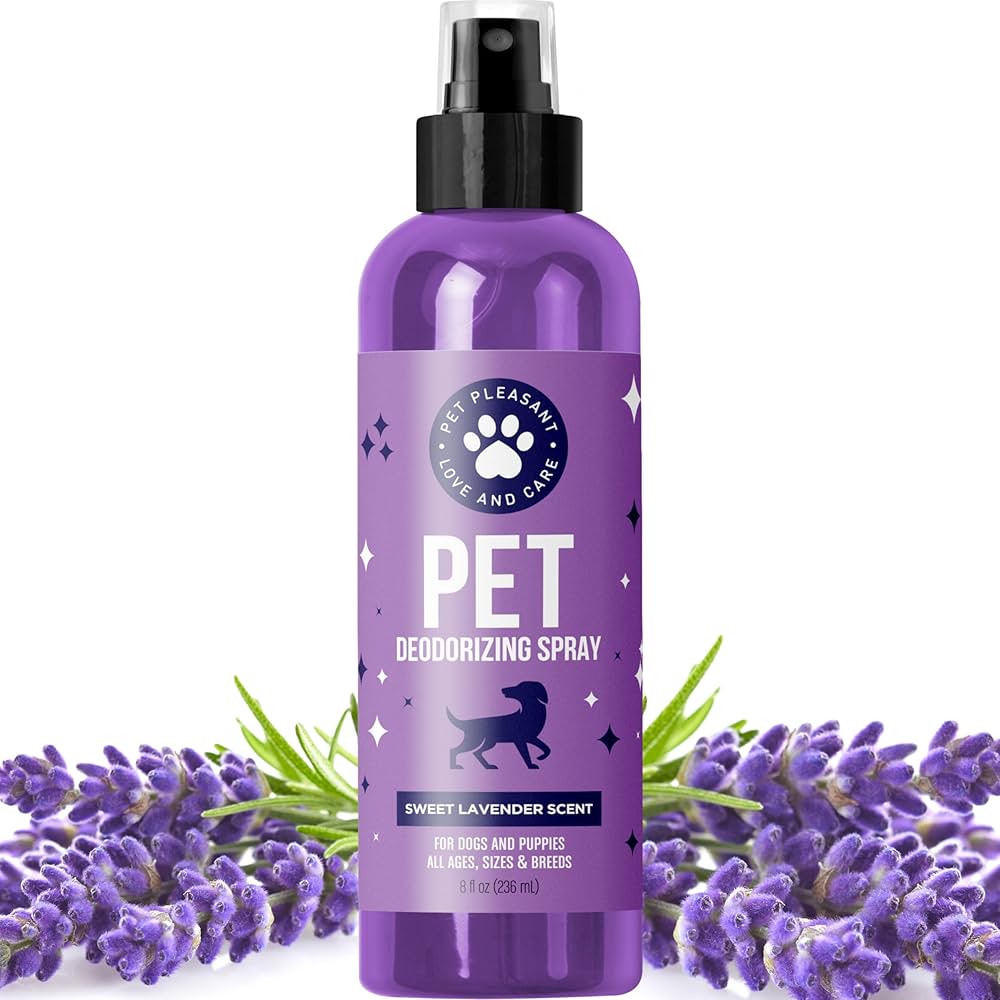 PET PLEASANT
LOVE AND CARE
PET
DEODORIZING SPRAY
SWEET LAVENDER SCENT
FOR DOGS AND PUPPIES
ALL AGES, SIZES & BREEDS
8 fl oz (236 mL)